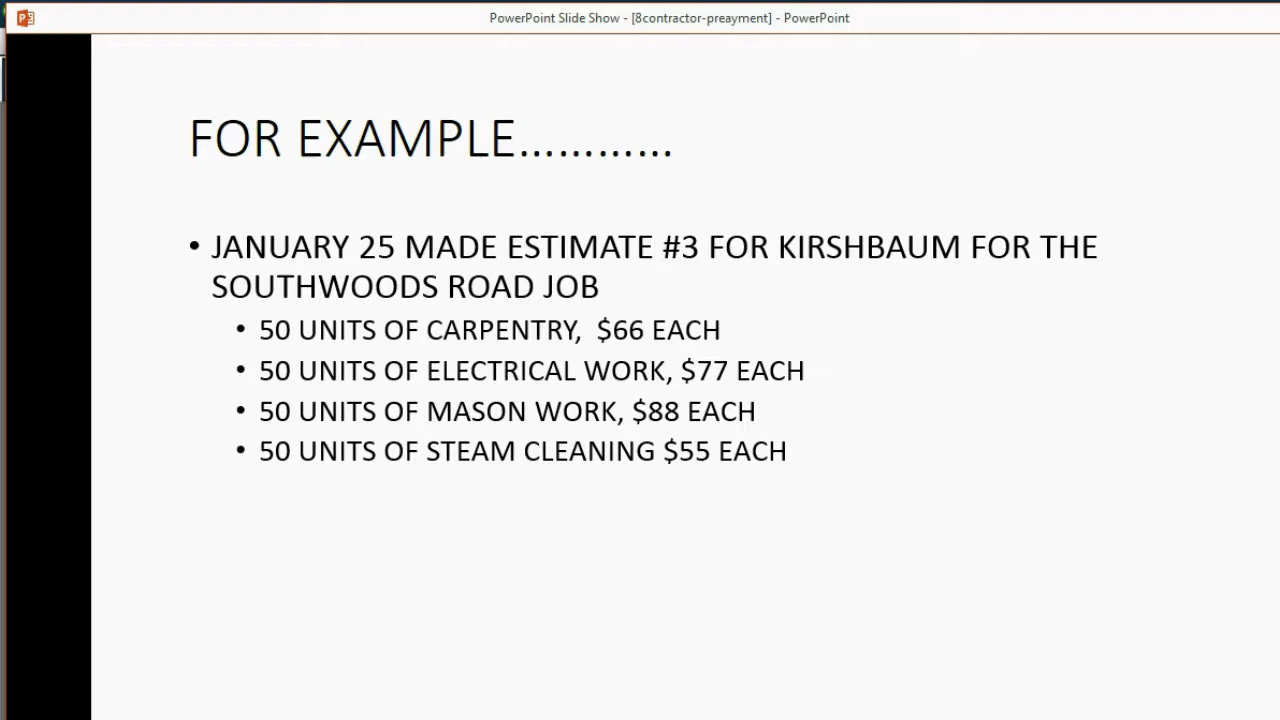 PowerPoint Slide Show - [8contractor-preayment] - PowerPoint
FOR EXAMPLE............
• JANUARY 25 MADE ESTIMATE #3 FOR KIRSHBAUM FOR THE
SOUTHWOODS ROAD JOB
• 50 UNITS OF CARPENTRY,  $66 EACH
• 50 UNITS OF ELECTRICAL WORK, $77 EACH
• 50 UNITS OF MASON WORK, $88 EACH
• 50 UNITS OF STEAM CLEANING $55 EACH